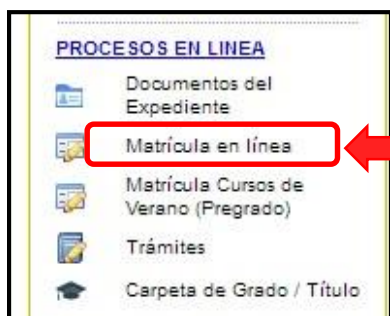 PROCESOS EN LINEA
Documentos del
Expediente
Matrícula en línea
Matrícula Cursos de
Verano (Pregrado)
Trámites
Carpeta de Grado / Título